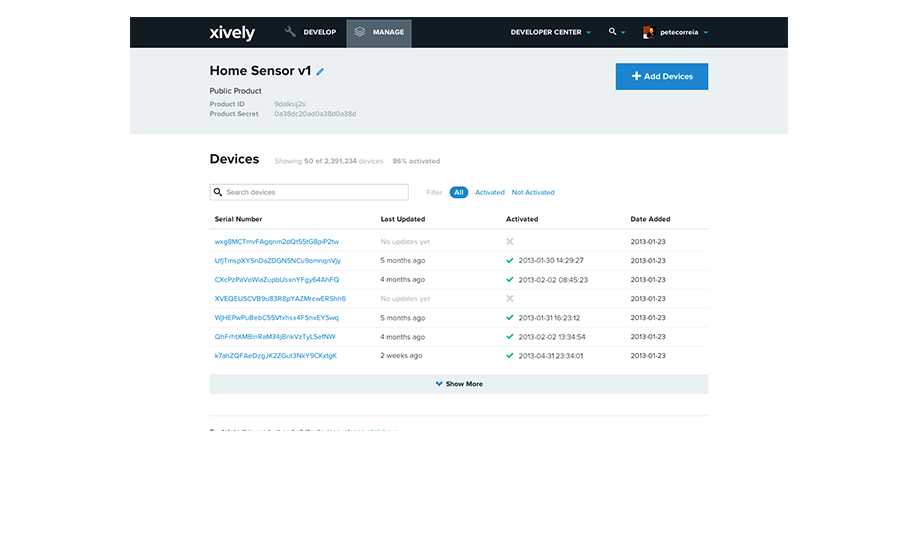 xively DEVELOP MANAGE DEVELOPER CENTER petecorreia
Home Sensor v1
Add Devices
Public Product
Product ID 9dalksij2s
Product Secret 0a38dc20ad0a38d0a38d
Devices Showing 50 of 2,391,234 devices 86% activated
Search devices Filter All Activated Not Activated
Serial Number Last Updated Activated Date Added
wxg8MCTmvFAgqnm2dQt55tG8piP2tw No updates yet 2013-01-23
UfjTmspXYSnDaZDGN5NCu9omnqnVjy 5 months ago 2013-01-30 14:29:27 2013-01-23
CXcPzPaVoWiaZupbUsxnYFgy64AhFQ 4 months ago 2013-02-02 08:45:23 2013-01-23
XVEQEUSCVB9u83R8pYAZMrcwERShh6 No updates yet 2013-01-23
WjHEPwPuBebC55Vfxhsx4FSnxEYSwq 5 months ago 2013-01-31 16:23:12 2013-01-23
QhFrhtXMBinRaM34jBnkVzTyLSefNW 4 months ago 2013-02-02 13:34:54 2013-01-23
k7ahZQFAeDzgJK2ZGut3NkY9CKxtgK 2 weeks ago 2013-04-31 23:34:01 2013-01-23
Show More